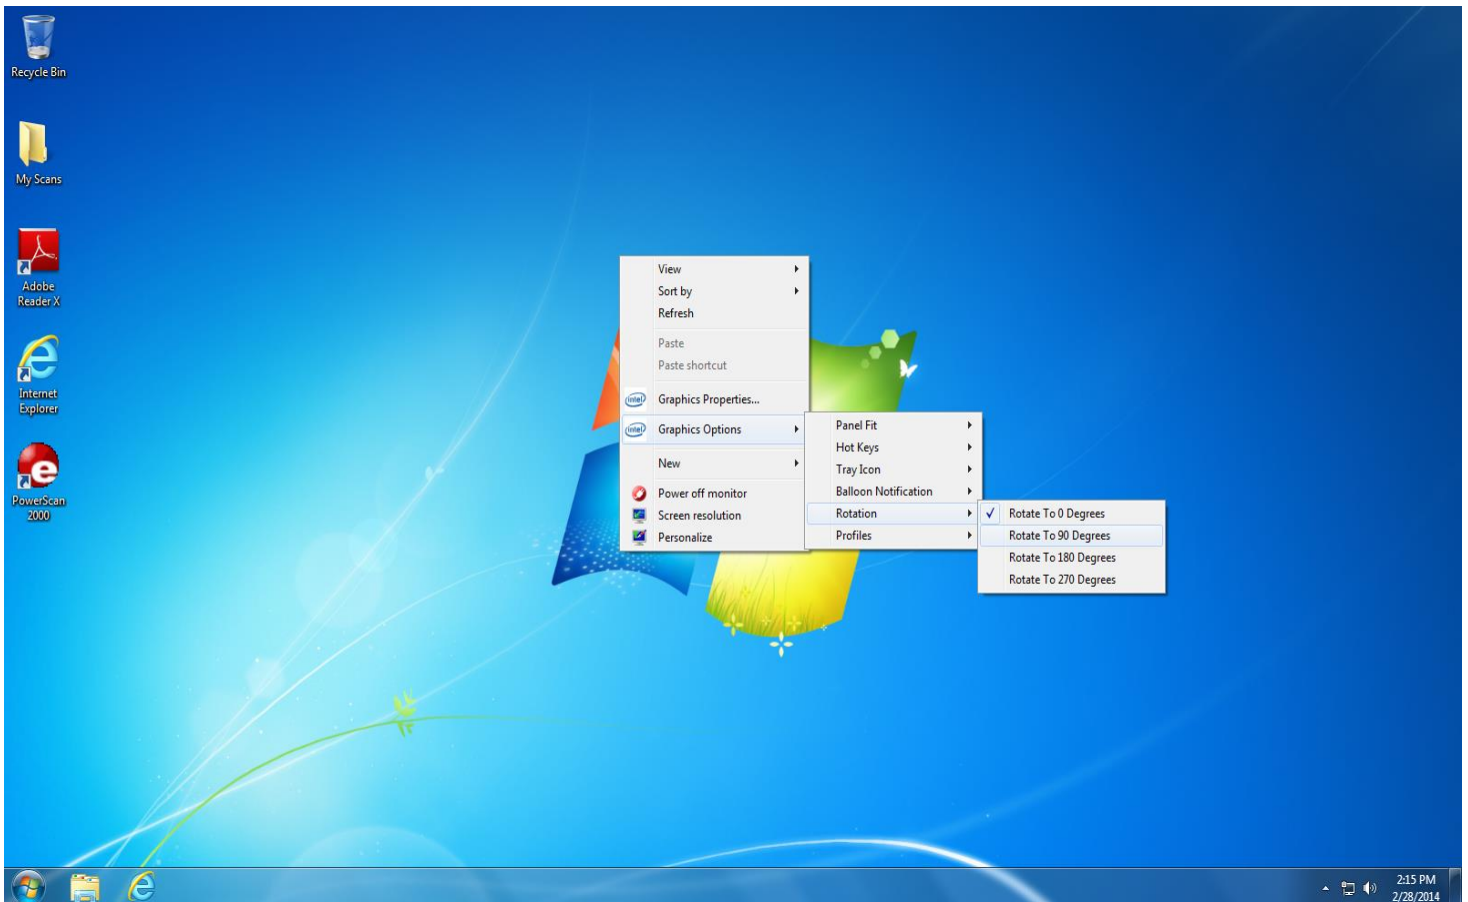 Recycle Bin
My Scans
Adobe
Reader X
Internet
Explorer
PowerScan
2000
View
Sort by
Refresh
Paste
Paste shortcut
intel
Graphics Properties...
intel
Graphics Options
New
Power off monitor
Screen resolution
Personalize
Panel Fit
Hot Keys
Tray Icon
Balloon Notification
Rotation
Profiles
Rotate To 0 Degrees
Rotate To 90 Degrees
Rotate To 180 Degrees
Rotate To 270 Degrees
2:15 PM
2/28/2014